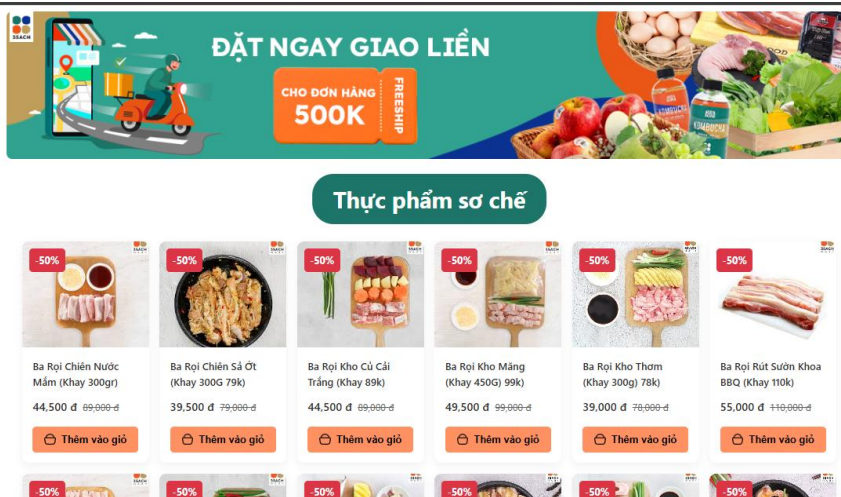 3SACH
ĐẶT NGAY GIAO LIỀN
CHO ĐƠN HÀNG
500K
FREESHIP
KOMBUCHA
Thực phẩm sơ chế
-50%
-50%
-50%
-50%
-50%
-50%
Ba Rọi Chiên Nước
Mắm (Khay 300gr)
44,500 đ 89,000 đ
Thêm vào giỏ
Ba Rọi Chiên Sả Ớt
(Khay 300G 79k)
39,500 đ 79,000 đ
Thêm vào giỏ
Ba Rọi Kho Củ Cải
Trắng (Khay 89k)
44,500 đ 89,000 đ
Thêm vào giỏ
Ba Rọi Kho Măng
(Khay 450G) 99k)
49,500 đ 99,000 đ
Thêm vào giỏ
Ba Rọi Kho Thơm
(Khay 300g) 78k)
39,000 đ 78,000 đ
Thêm vào giỏ
Ba Rọi Rút Sườn Khoa
BBQ (Khay 110k)
55,000 đ 110,000 đ
Thêm vào giỏ
-50%
-50%
-50%
-50%
-50%
-50%